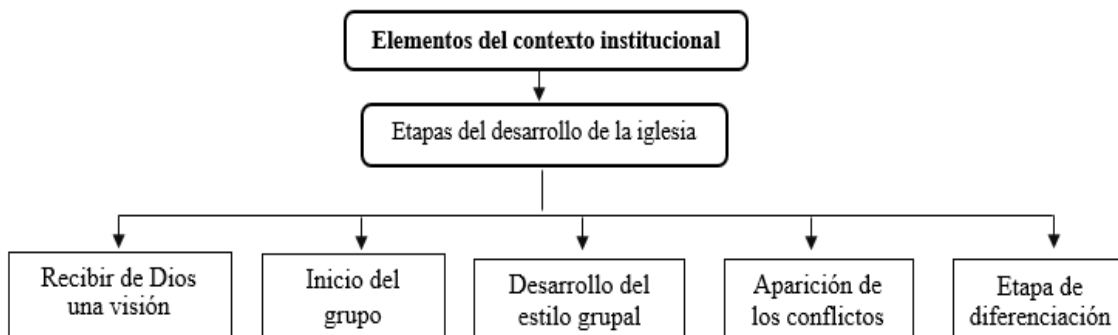 Elementos del contexto institucional
Etapas del desarrollo de la iglesia
Recibir de Dios
una visión
Inicio del
grupo
Desarrollo del
estilo grupal
Aparición de
los conflictos
Etapa de
diferenciación